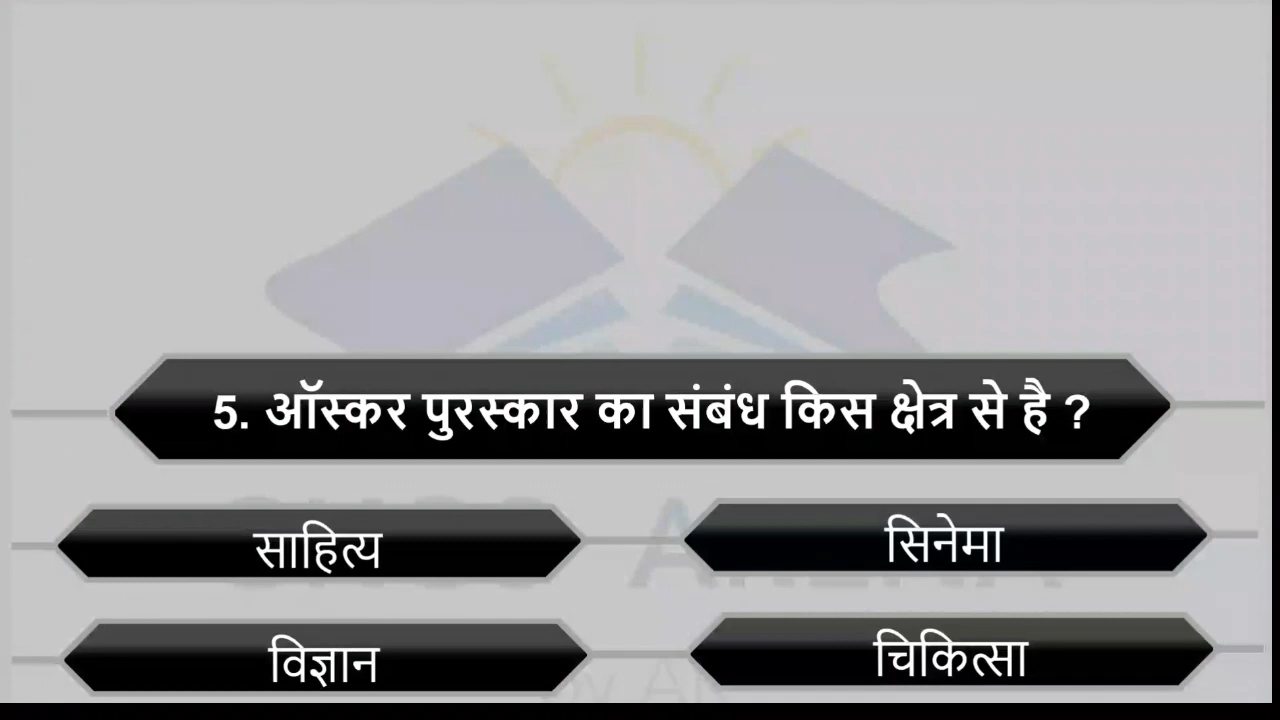 5. ऑस्कर पुरस्कार का संबंध किस क्षेत्र से है ?
साहित्य
सिनेमा
विज्ञान
चिकित्सा